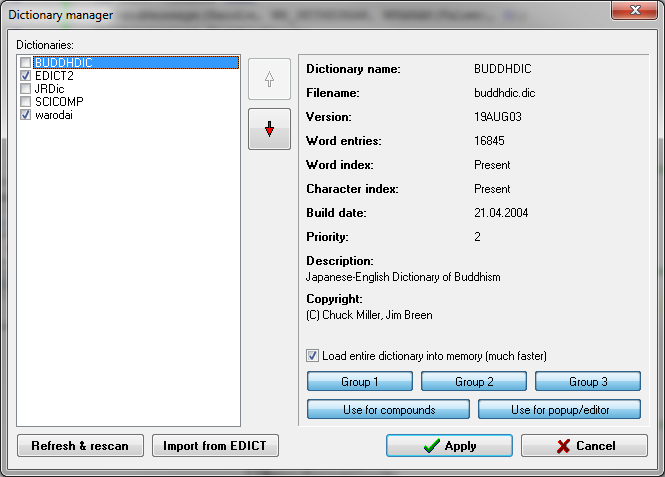 Dictionary manager
Dictionaries:
BUDDHDIC
EDICT2
JRDic
SCICOMP
warodai
Dictionary name: BUDDHDIC
Filename: buddhdic.dic
Version: 19AUG03
Word entries: 16845
Word index: Present
Character index: Present
Build date: 21.04.2004
Priority: 2
Description:
Japanese-English Dictionary of Buddhism
Copyright:
(C) Chuck Miller, Jim Breen
Load entire dictionary into memory (much faster)
Group 1 Group 2 Group 3
Use for compounds Use for popup/editor
Refresh & rescan Import from EDICT Apply Cancel